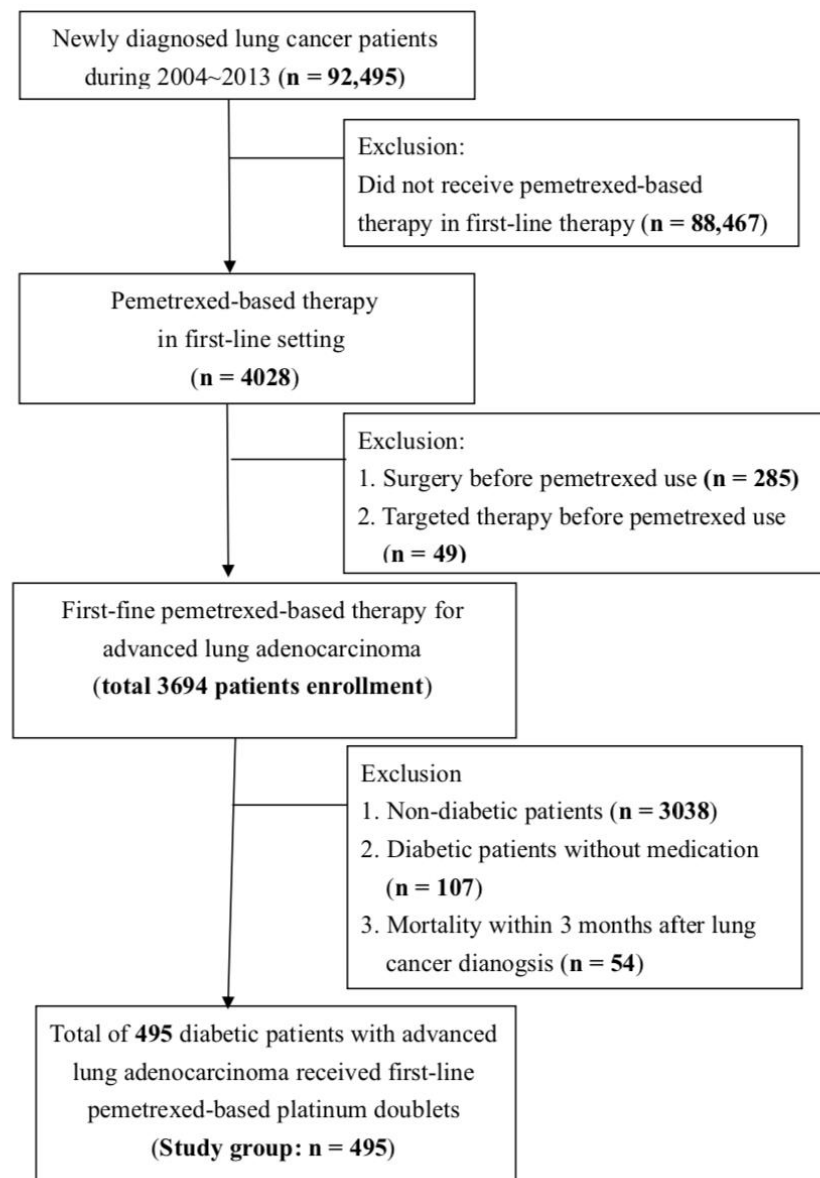 Newly diagnosed lung cancer patients
during 2004~2013 (n = 92,495)
Exclusion:
Did not receive pemetrexed-based
therapy in first-line therapy (n = 88,467)
Pemetrexed-based therapy
in first-line setting
(n = 4028)
Exclusion:
1. Surgery before pemetrexed use (n = 285)
2. Targeted therapy before pemetrexed use
(n = 49)
First-fine pemetrexed-based therapy for
advanced lung adenocarcinoma
(total 3694 patients enrollment)
Exclusion
1. Non-diabetic patients (n = 3038)
2. Diabetic patients without medication
(n = 107)
3. Mortality within 3 months after lung
cancer dianogsis (n = 54)
Total of 495 diabetic patients with advanced
lung adenocarcinoma received first-line
pemetrexed-based platinum doublets
(Study group: n = 495)